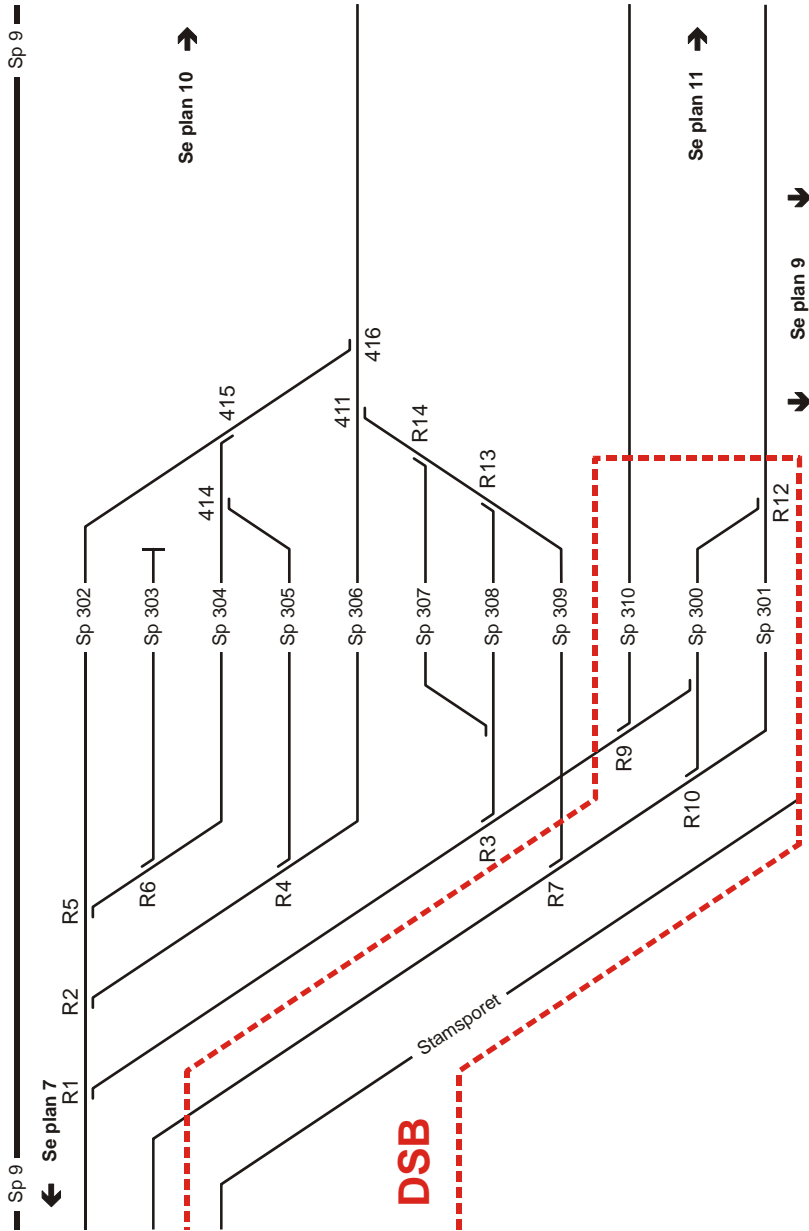 Sp 9
Sp 9
Se plan 7
Se plan 10
R1
R2
R5
Sp 302
R6
Sp 303
414
415
Sp 304
R4
Sp 305
Sp 306
411
416
Sp 307
R14
R3
Sp 308
R13
R7
Sp 309
R9
Sp 310
Se plan 11
R10
Sp 300
Sp 301
R12
Stamsporet
DSB
Se plan 9